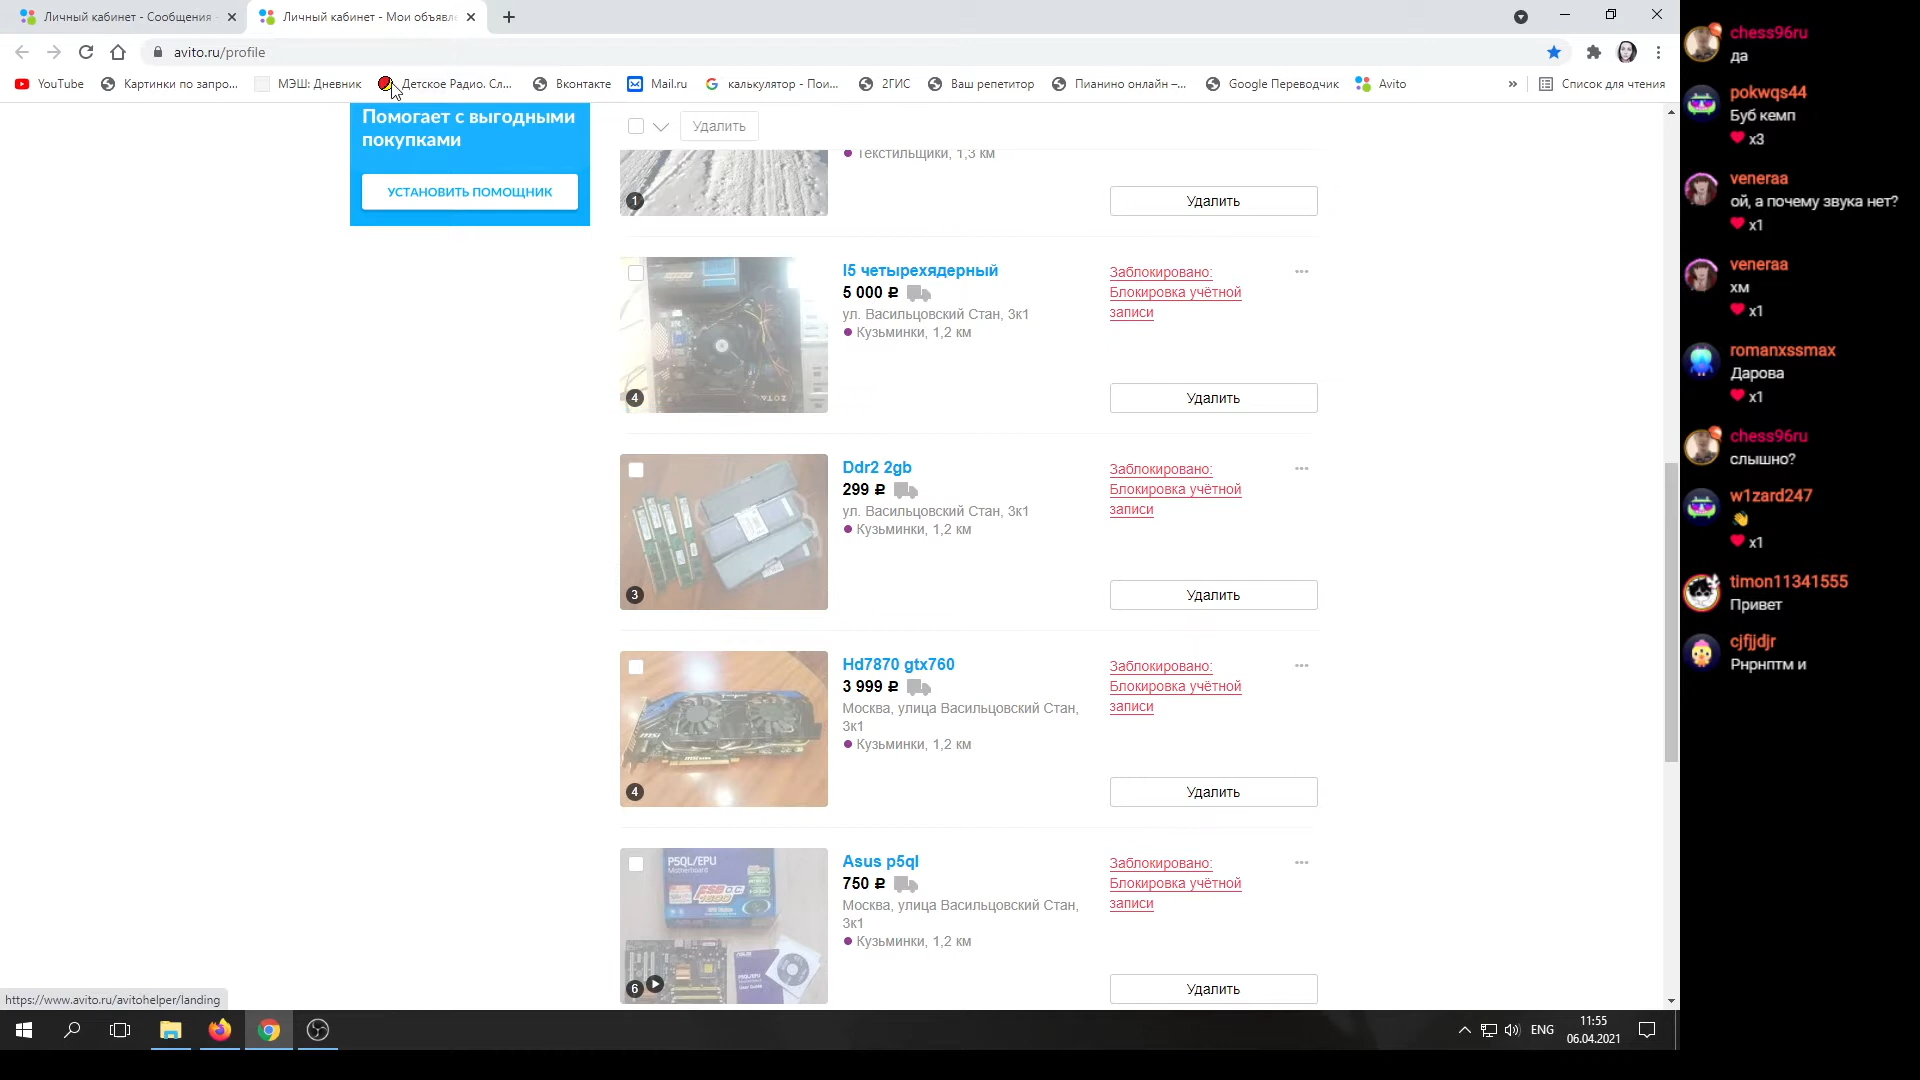 Личный кабинет - Сообщения
Личный кабинет - Мои объявле
avito.ru/profile
YouTube
Картинки по запро...
МЭШ: Дневник
Детское Радио. Сл...
Вконтакте
Mail.ru
калькулятор - Пои...
2ГИС
Ваш репетитор
Пианино онлайн –...
Google Переводчик
Avito
»
Список для чтения
Помогает с выгодными
покупками
УСТАНОВИТЬ ПОМОЩНИК
Удалить
Текстильщики, 1,3 км
1
Удалить
I5 четырехядерный
5 000 ₽
ул. Васильцовский Стан, 3к1
Кузьминки, 1,2 км
Заблокировано:
Блокировка учётной
записи
4
Удалить
Ddr2 2gb
299 ₽
ул. Васильцовский Стан, 3к1
Кузьминки, 1,2 км
Заблокировано:
Блокировка учётной
записи
3
Удалить
Hd7870 gtx760
3 999 ₽
Москва, улица Васильцовский Стан,
3к1
Кузьминки, 1,2 км
Заблокировано:
Блокировка учётной
записи
4
Удалить
Asus p5ql
750 ₽
Москва, улица Васильцовский Стан,
3к1
Кузьминки, 1,2 км
Заблокировано:
Блокировка учётной
записи
P5QL/EPU
Motherboard
6
Удалить
https://www.avito.ru/avitohelper/landing
ENG
11:55
06.04.2021
chess96ru
да
pokwqs44
Буб кемп
x3
veneraa
ой, а почему звука нет?
x1
veneraa
хм
x1
romanxssmax
Дарова
x1
chess96ru
слышно?
w1zard247
👋
x1
timon11341555
Привет
cjfjjdjr
Рнрнптм и